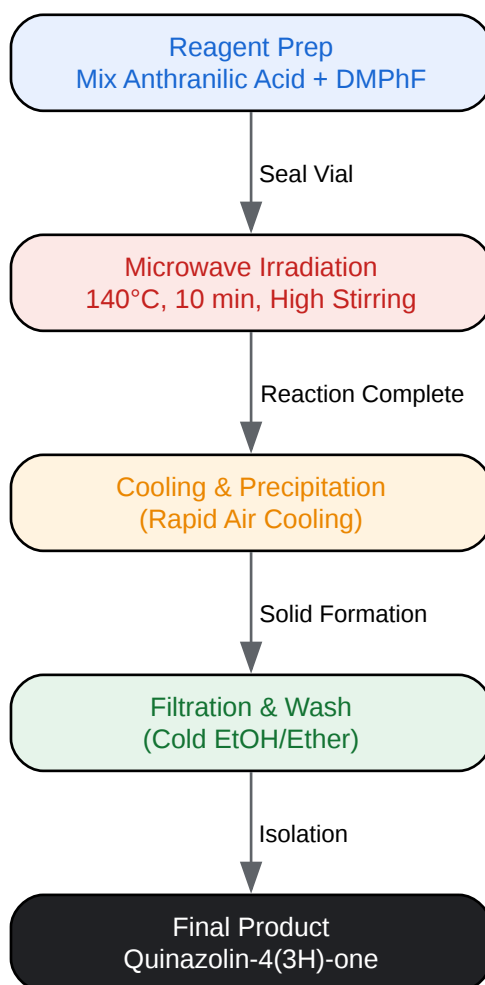 Reagent Prep
Mix Anthranilic Acid + DMPhF
Seal Vial
Microwave Irradiation
140°C, 10 min, High Stirring
Reaction Complete
Cooling & Precipitation
(Rapid Air Cooling)
Solid Formation
Filtration & Wash
(Cold EtOH/Ether)
Isolation
Final Product
Quinazolin-4(3H)-one